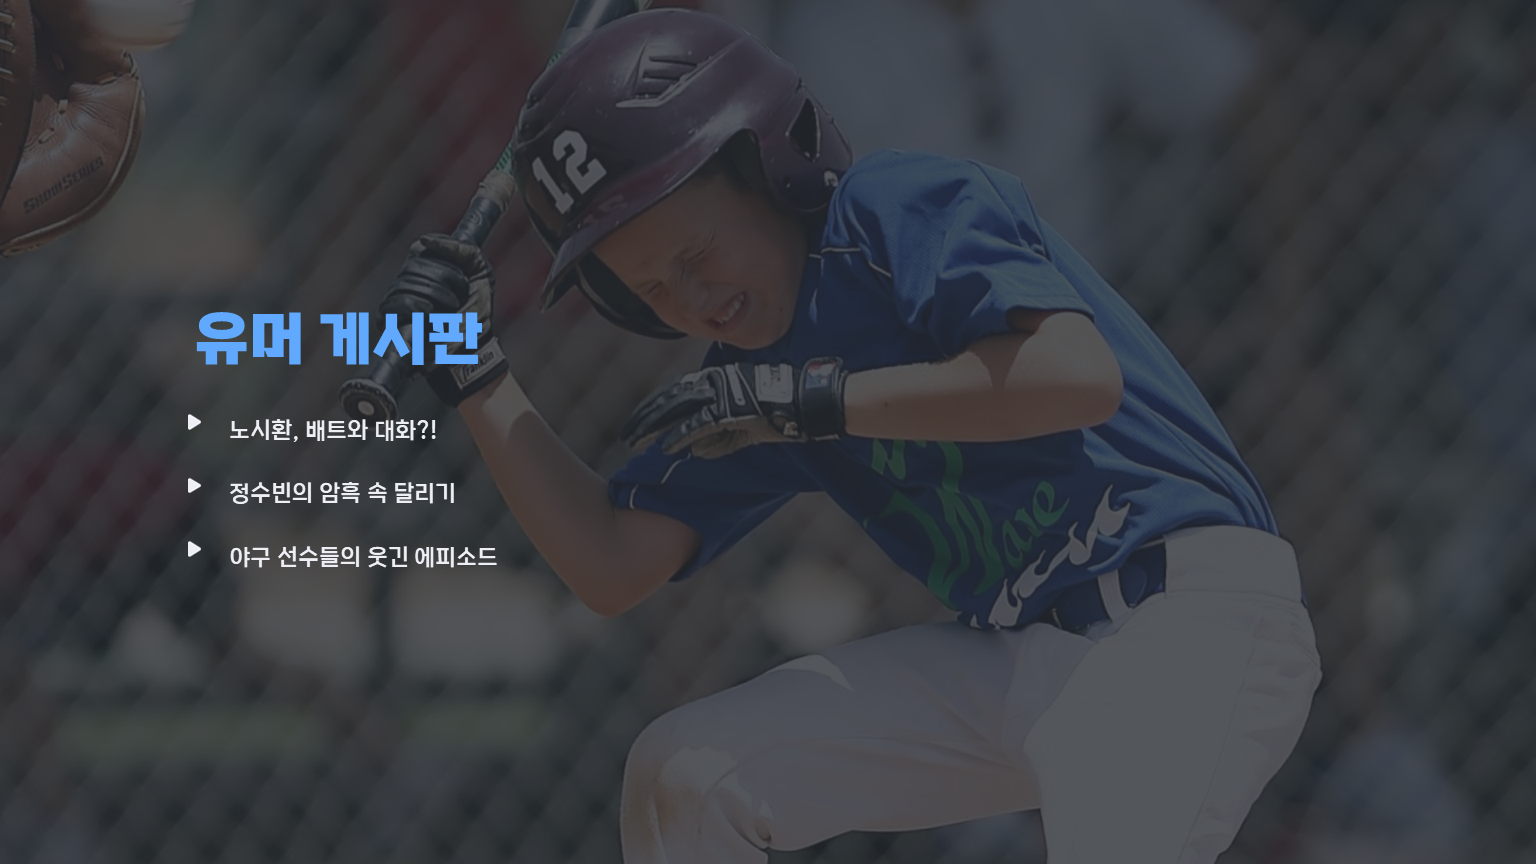 유머 게시판
노시환, 배트와 대화?!
정수빈의 암흑 속 달리기
야구 선수들의 웃긴 에피소드
12
Franklin